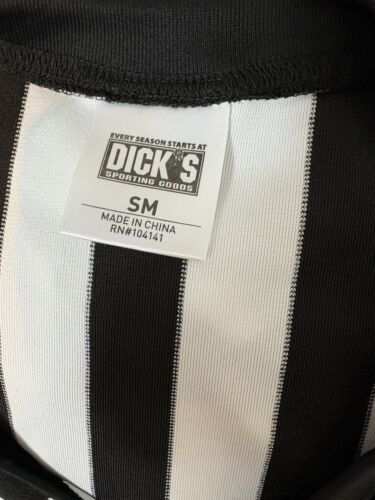 EVERY SEASON STARTS AT
DICK'S
SPORTING GOODS
SM
MADE IN CHINA
RN#104141